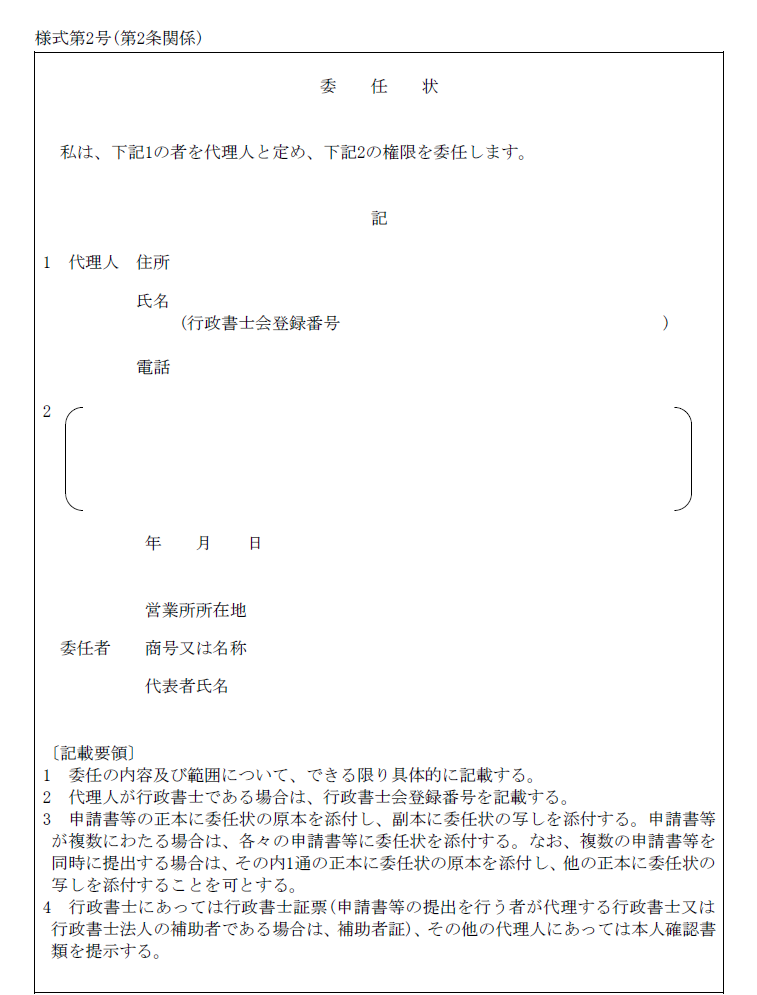 様式第2号(第2条関係)
委　任　状
私は、下記1の者を代理人と定め、下記2の権限を委任します。
記
1　代理人　住所
氏名
(行政書士会登録番号　　　　　　　　　　　　　　　　　　　)
電話
2
年　　月　　日
営業所所在地
委任者　　商号又は名称
代表者氏名
〔記載要領〕
1　委任の内容及び範囲について、できる限り具体的に記載する。
2　代理人が行政書士である場合は、行政書士会登録番号を記載する。
3　申請書等の正本に委任状の原本を添付し、副本に委任状の写しを添付する。申請書等
が複数にわたる場合は、各々の申請書等に委任状を添付する。なお、複数の申請書等を
同時に提出する場合は、その内1通の正本に委任状の原本を添付し、他の正本に委任状の
写しを添付することを可とする。
4　行政書士にあっては行政書士証票(申請書等の提出を行う者が代理する行政書士又は
行政書士法人の補助者である場合は、補助者証)、その他の代理人にあっては本人確認書
類を提示する。